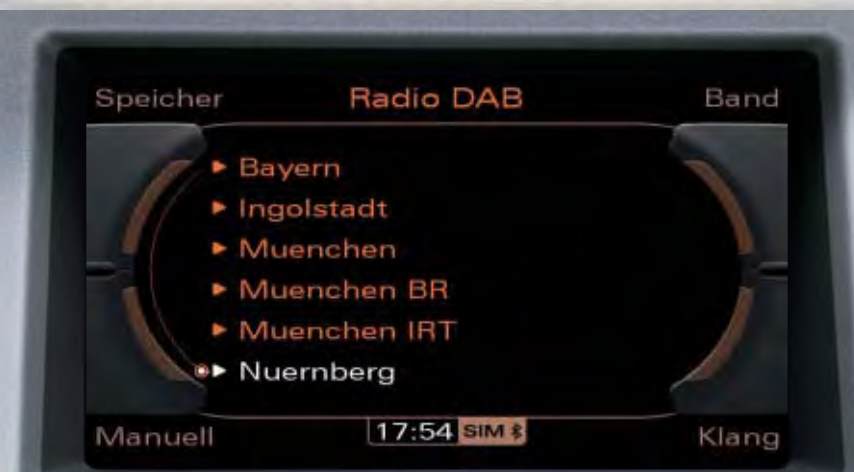 Speicher Radio DAB Band
Bayern
Ingolstadt
Muenchen
Muenchen BR
Muenchen IRT
Nuernberg
Manuell 17:54 SIM Klang